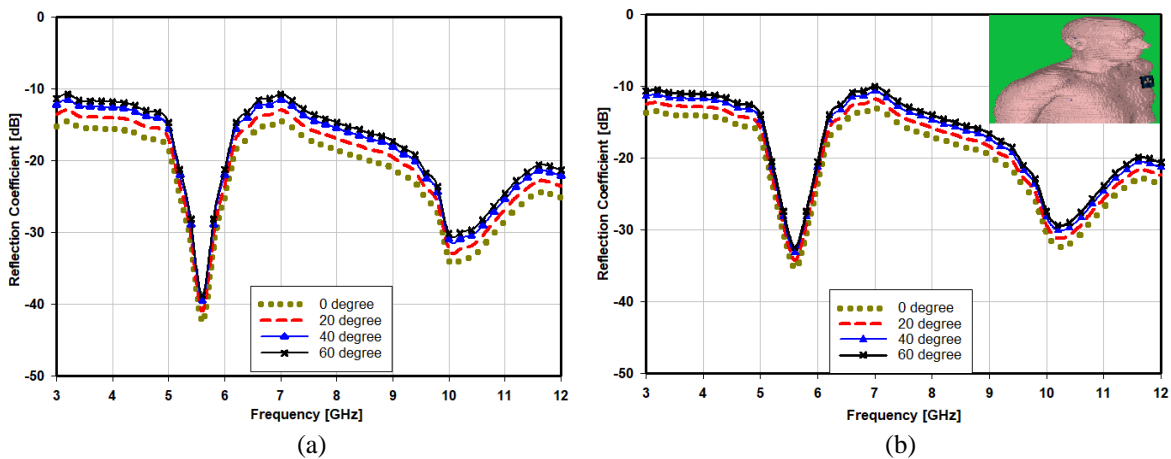 0
-10
-20
-30
-40
-50
Reflection Coefficient [dB]
0 degree
20 degree
40 degree
60 degree
3 4 5 6 7 8 9 10 11 12
Frequency [GHz]
(a)
0
-10
-20
-30
-40
-50
Reflection Coefficient [dB]
0 degree
20 degree
40 degree
60 degree
3 4 5 6 7 8 9 10 11 12
Frequency [GHz]
(b)